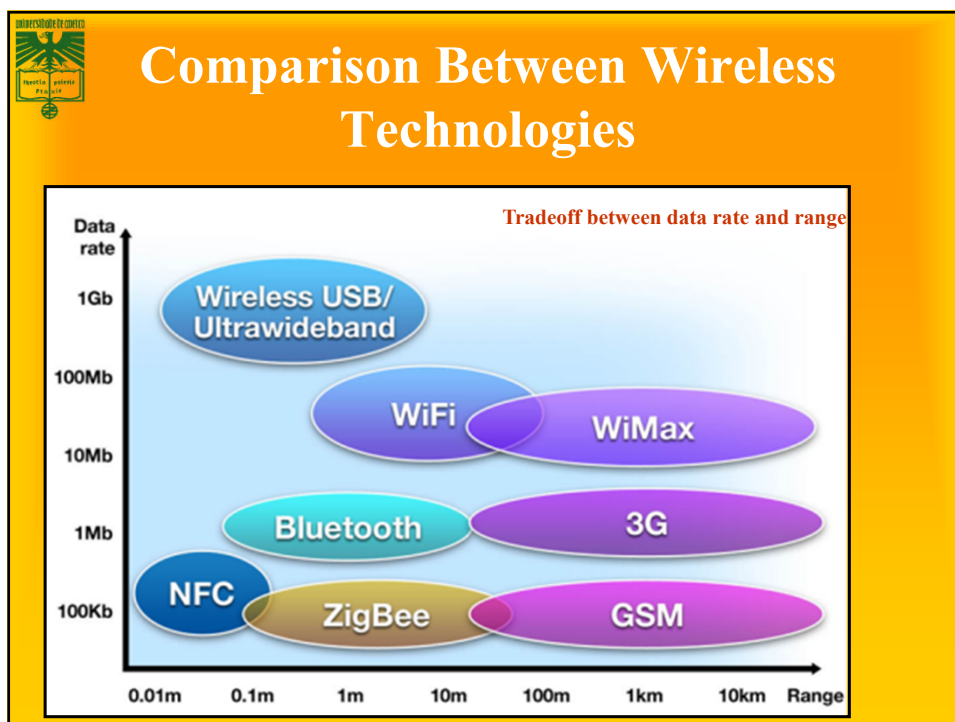 Comparison Between Wireless
Technologies
Tradeoff between data rate and range
Data
rate
1Gb
100Mb
10Mb
1Mb
100Kb
Wireless USB/
Ultrawideband
WiFi
WiMax
Bluetooth
3G
NFC
ZigBee
GSM
0.01m 0.1m 1m 10m 100m 1km 10km Range